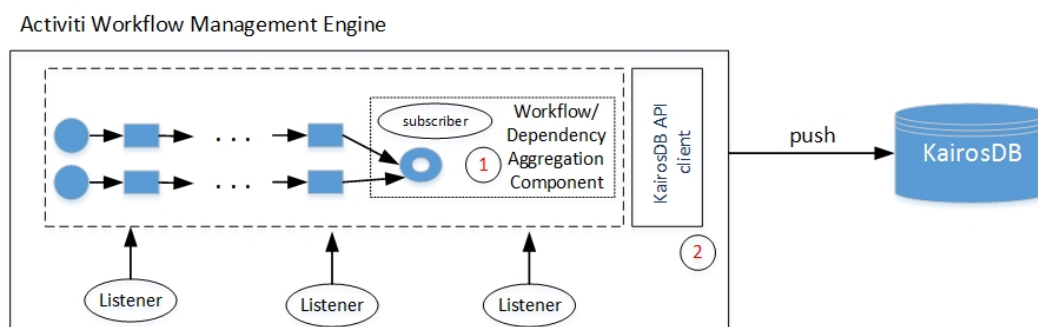 Activiti Workflow Management Engine
subscriber
Workflow/
Dependency
Aggregation
Component
1
. . .
. . .
KairosDB API
client
2
push
KairosDB
Listener
Listener
Listener